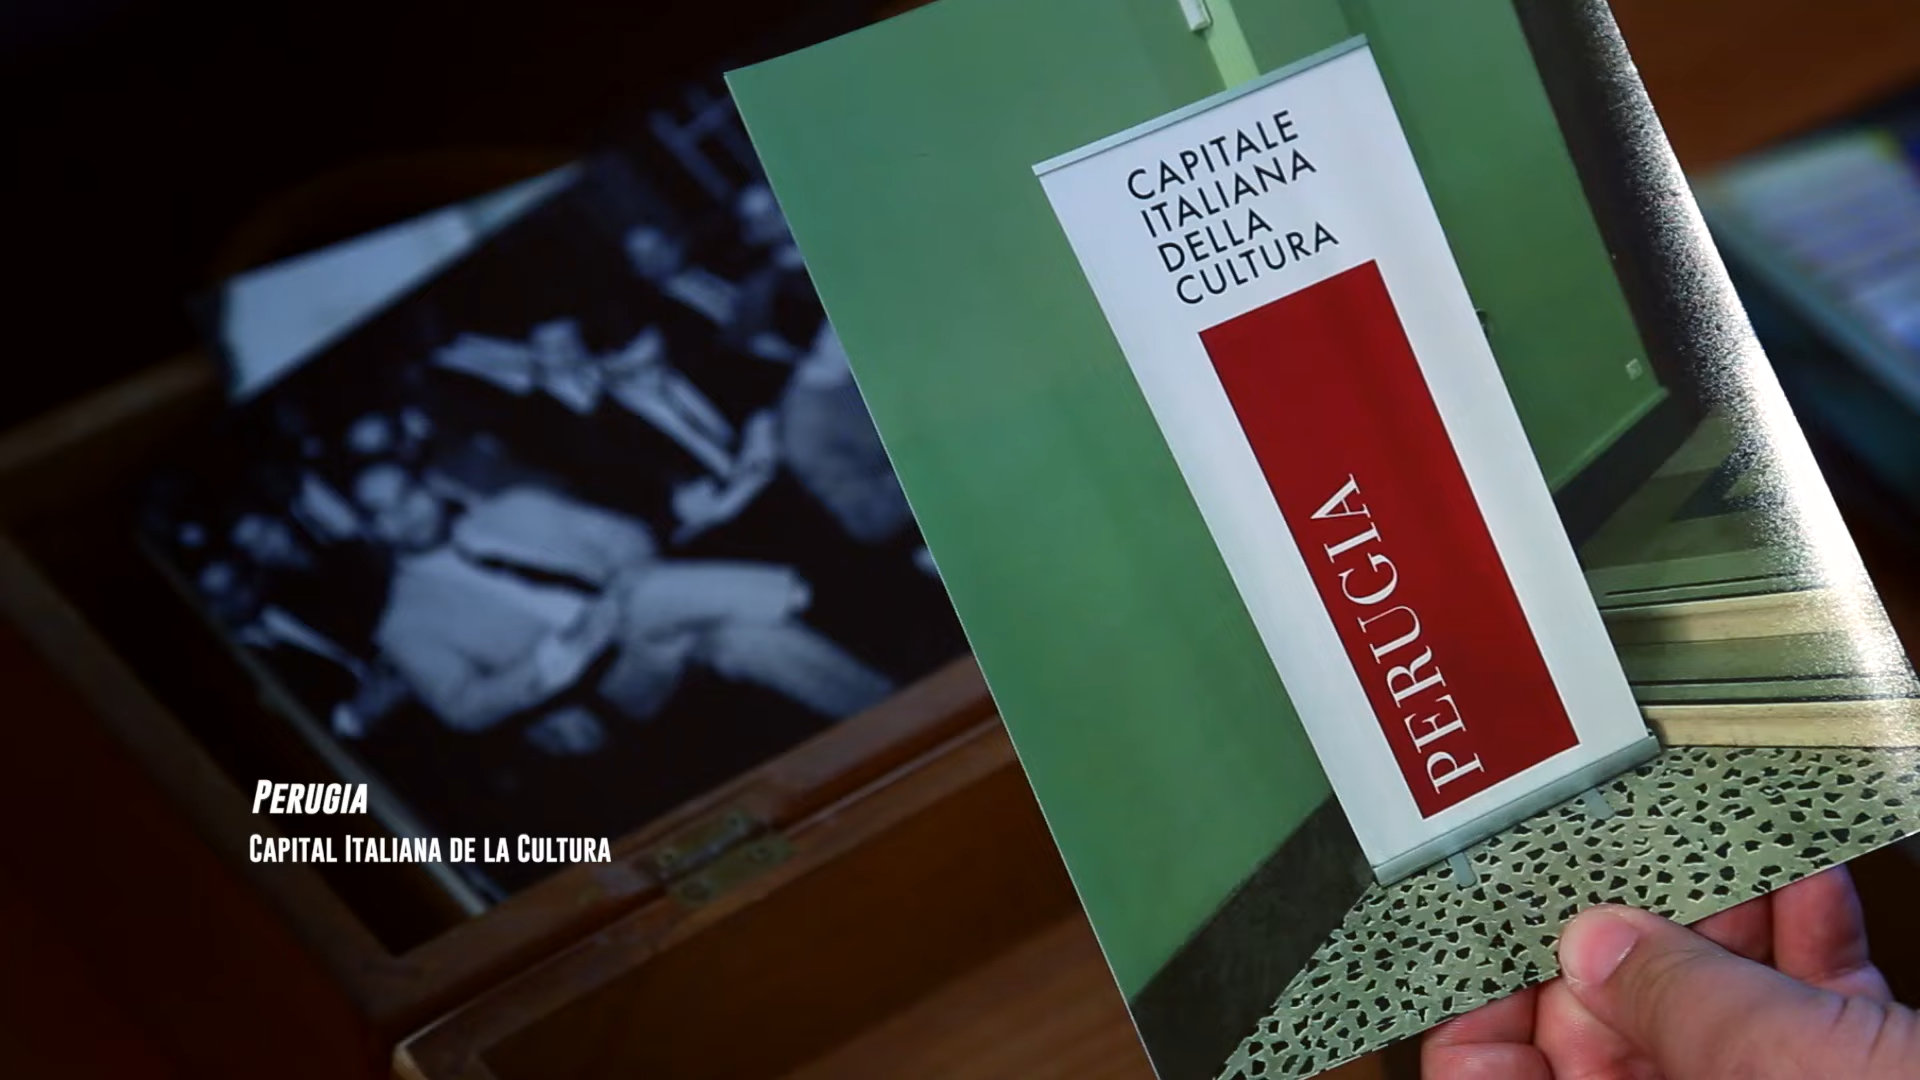 CAPITALE
ITALIANA
DELLA
CULTURA
PERUGIA
PERUGIA
CAPITAL ITALIANA DE LA CULTURA